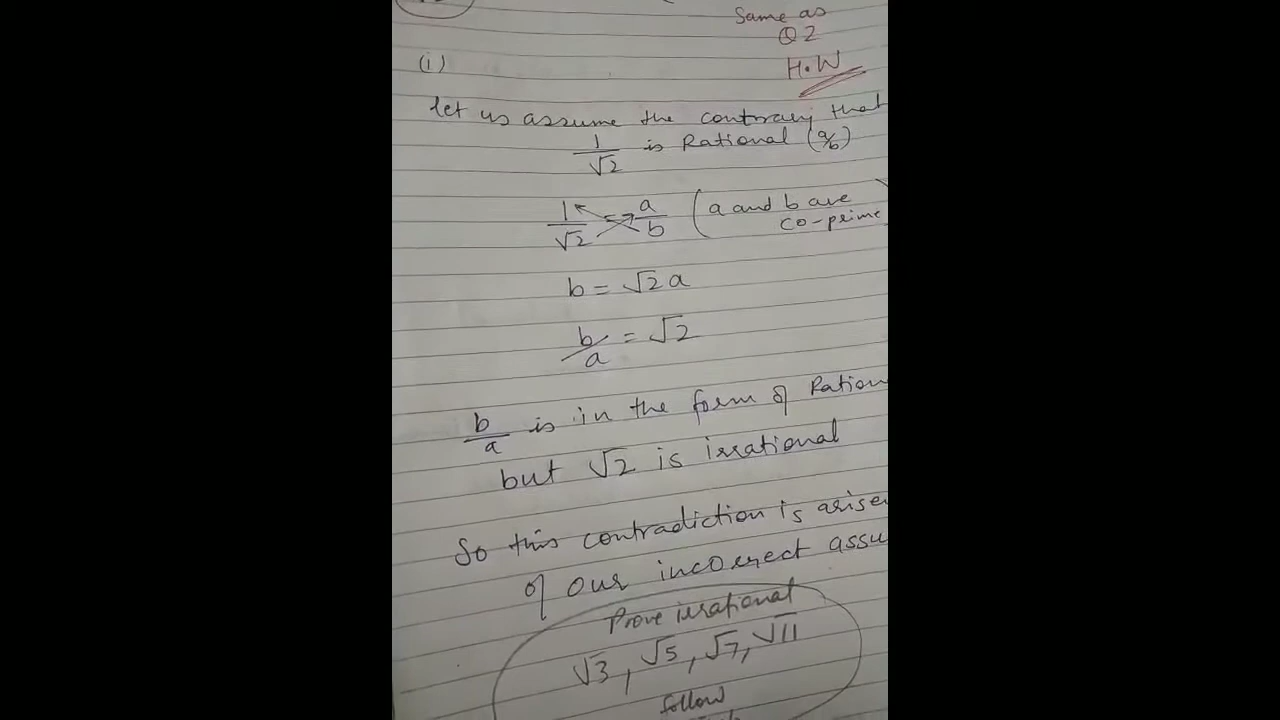 Same as
Q2
H.W
(i)
let us assume the contrary that
1/√2 is Rational (a/b)
1/√2 = a/b (a and b are
co-prime)
b = √2 a
b/a = √2
b/a is in the form of Ration
but √2 is irrational
So this contradiction is arise
of our incorrect assu
Prove irrational
√3, √5, √7, √11
follow